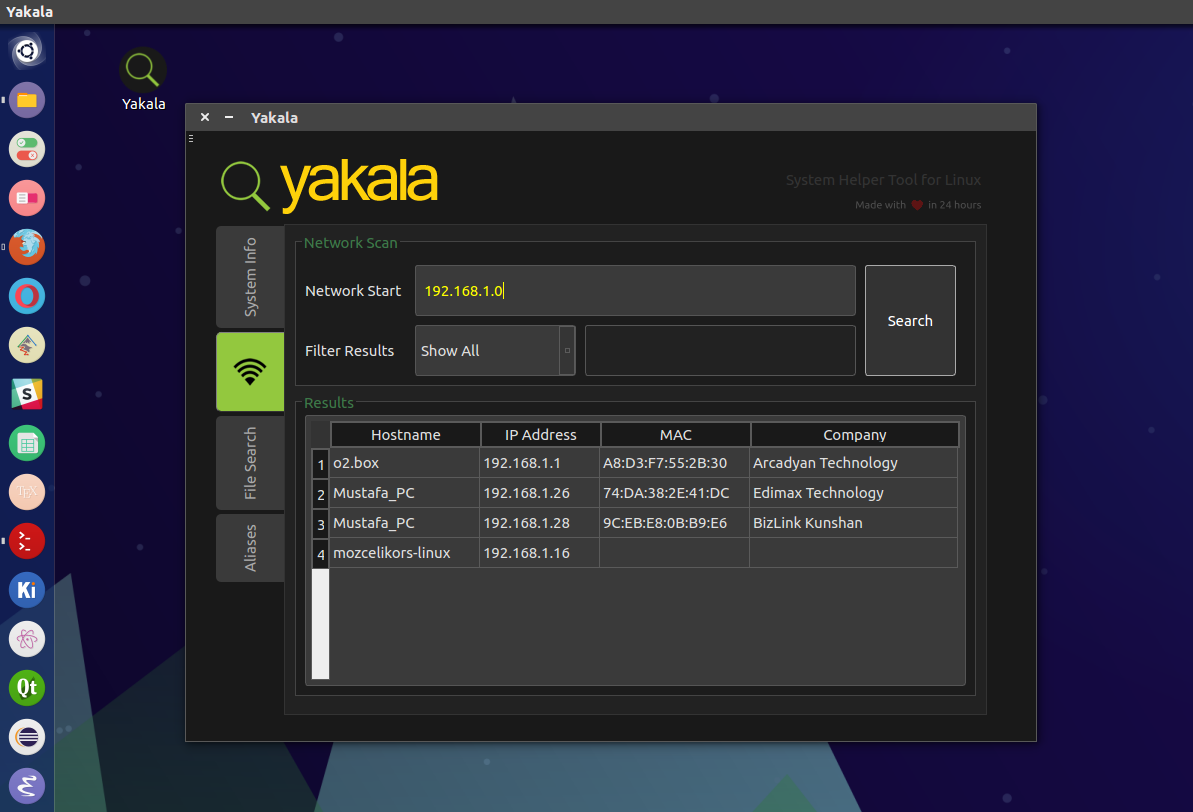 Yakala
Yakala
Yakala
yakala
System Helper Tool for Linux
Made with in 24 hours
System Info
File Search
Aliases
Network Scan
Network Start 192.168.1.0 Search
Filter Results Show All
Results
Hostname IP Address MAC Company
1 o2.box 192.168.1.1 A8:D3:F7:55:2B:30 Arcadyan Technology
2 Mustafa_PC 192.168.1.26 74:DA:38:2E:41:DC Edimax Technology
3 Mustafa_PC 192.168.1.28 9C:EB:E8:0B:B9:E6 BizLink Kunshan
4 mozcelikors-linux 192.168.1.16
S
TEX
Ki
Qt